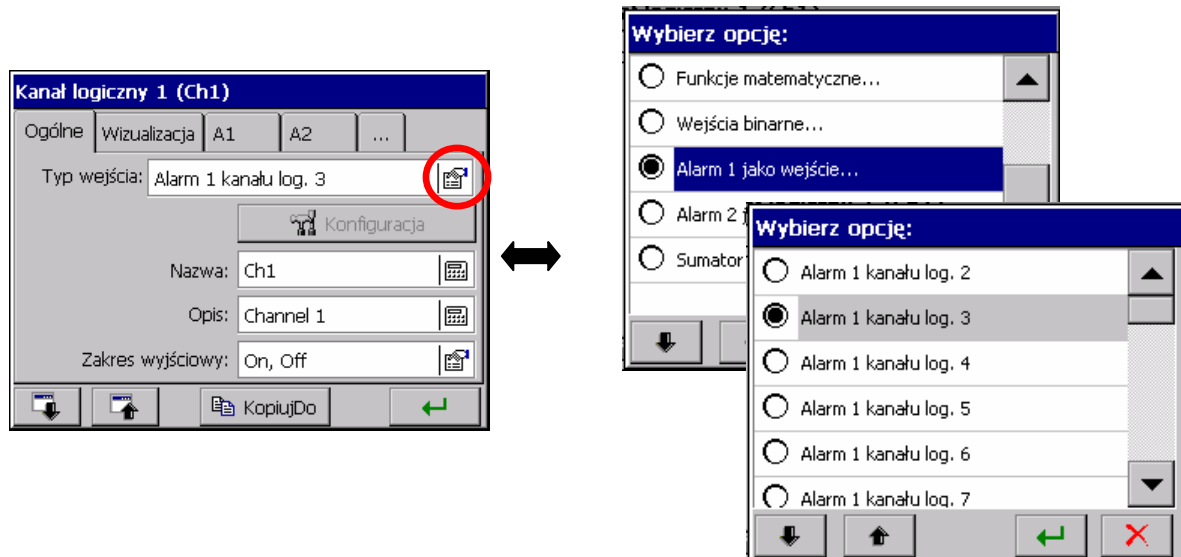 Kanał logiczny 1 (Ch1)
Ogólne Wizualizacja A1 A2 ...
Typ wejścia: Alarm 1 kanału log. 3
Konfiguracja
Nazwa: Ch1
Opis: Channel 1
Zakres wyjściowy: On, Off
KopiujDo
Wybierz opcję:
Funkcje matematyczne...
Wejścia binarne...
Alarm 1 jako wejście...
Alarm 2
Sumator
Wybierz opcję:
Alarm 1 kanału log. 2
Alarm 1 kanału log. 3
Alarm 1 kanału log. 4
Alarm 1 kanału log. 5
Alarm 1 kanału log. 6
Alarm 1 kanału log. 7